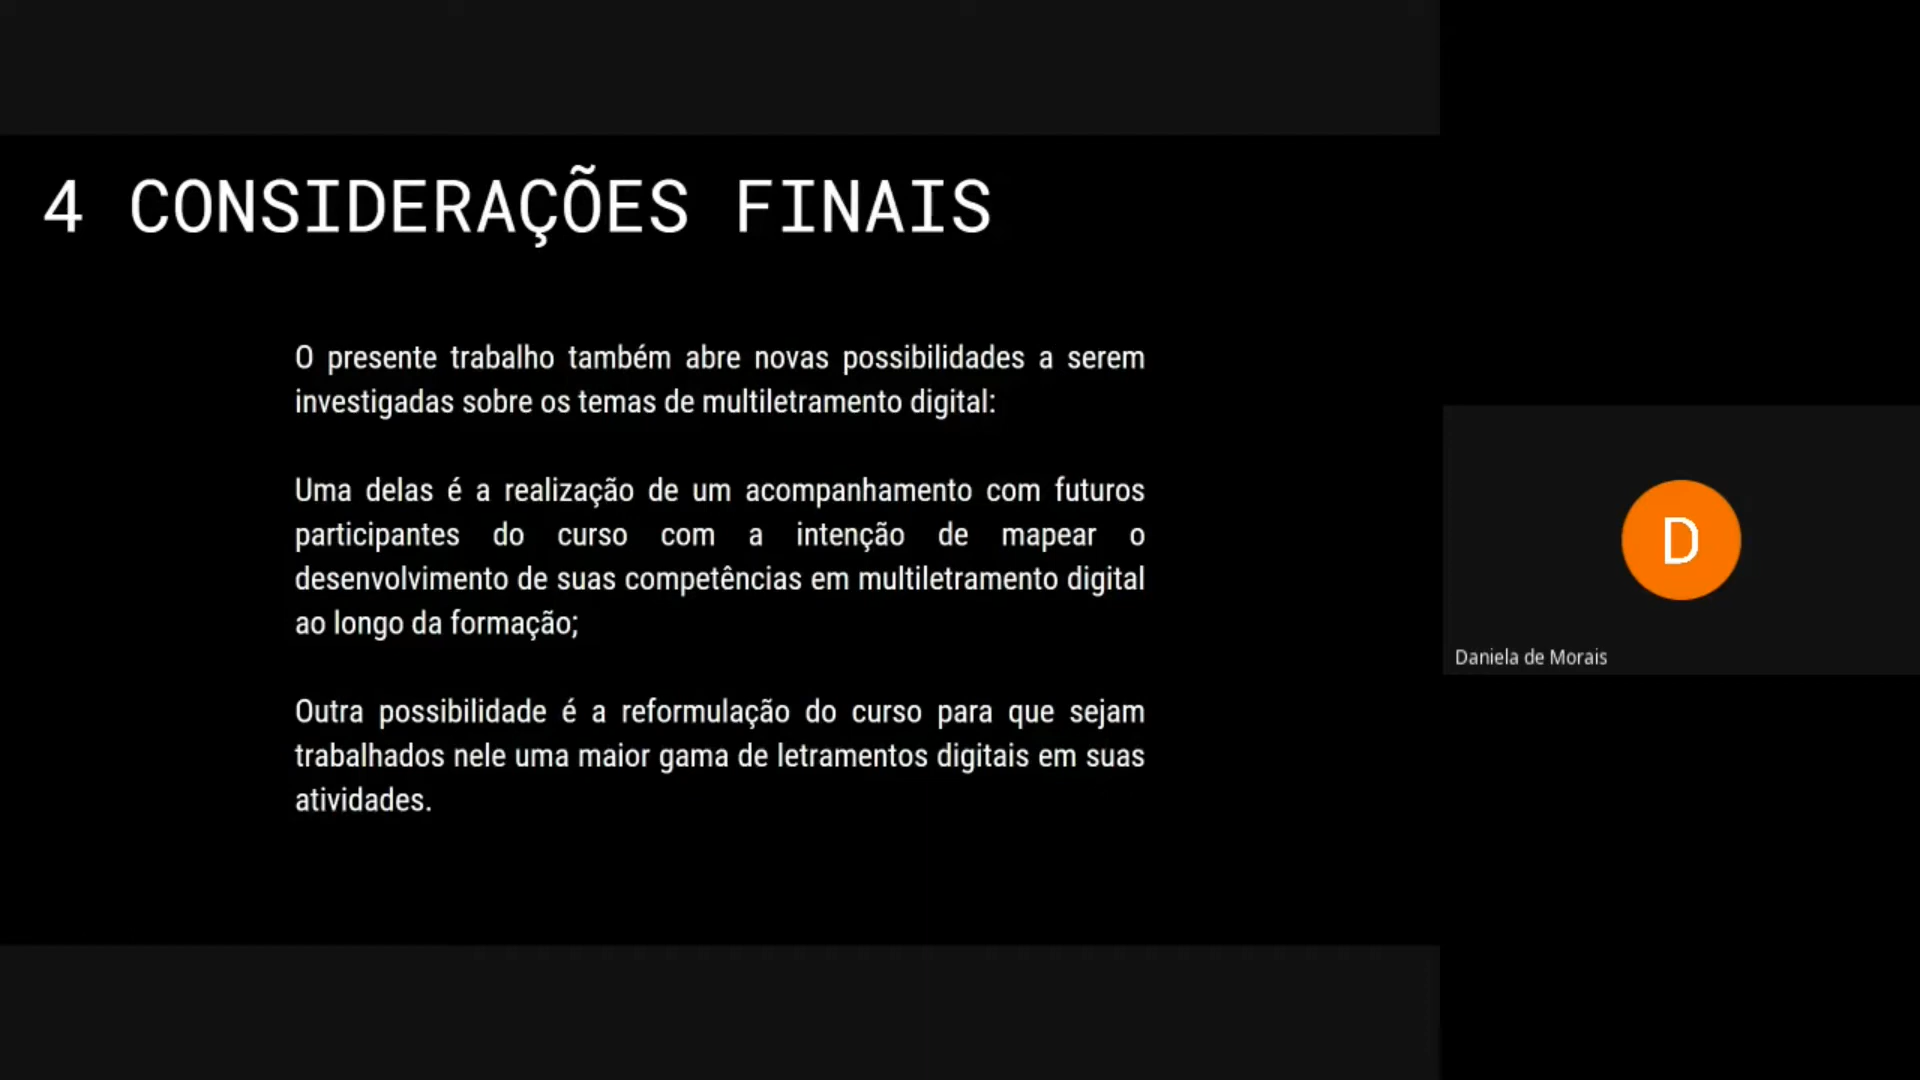 4 CONSIDERAÇÕES FINAIS
O presente trabalho também abre novas possibilidades a serem
investigadas sobre os temas de multiletramento digital:
Uma delas é a realização de um acompanhamento com futuros
participantes do curso com a intenção de mapear o
desenvolvimento de suas competências em multiletramento digital
ao longo da formação;
Outra possibilidade é a reformulação do curso para que sejam
trabalhados nele uma maior gama de letramentos digitais em suas
atividades.
D
Daniela de Morais